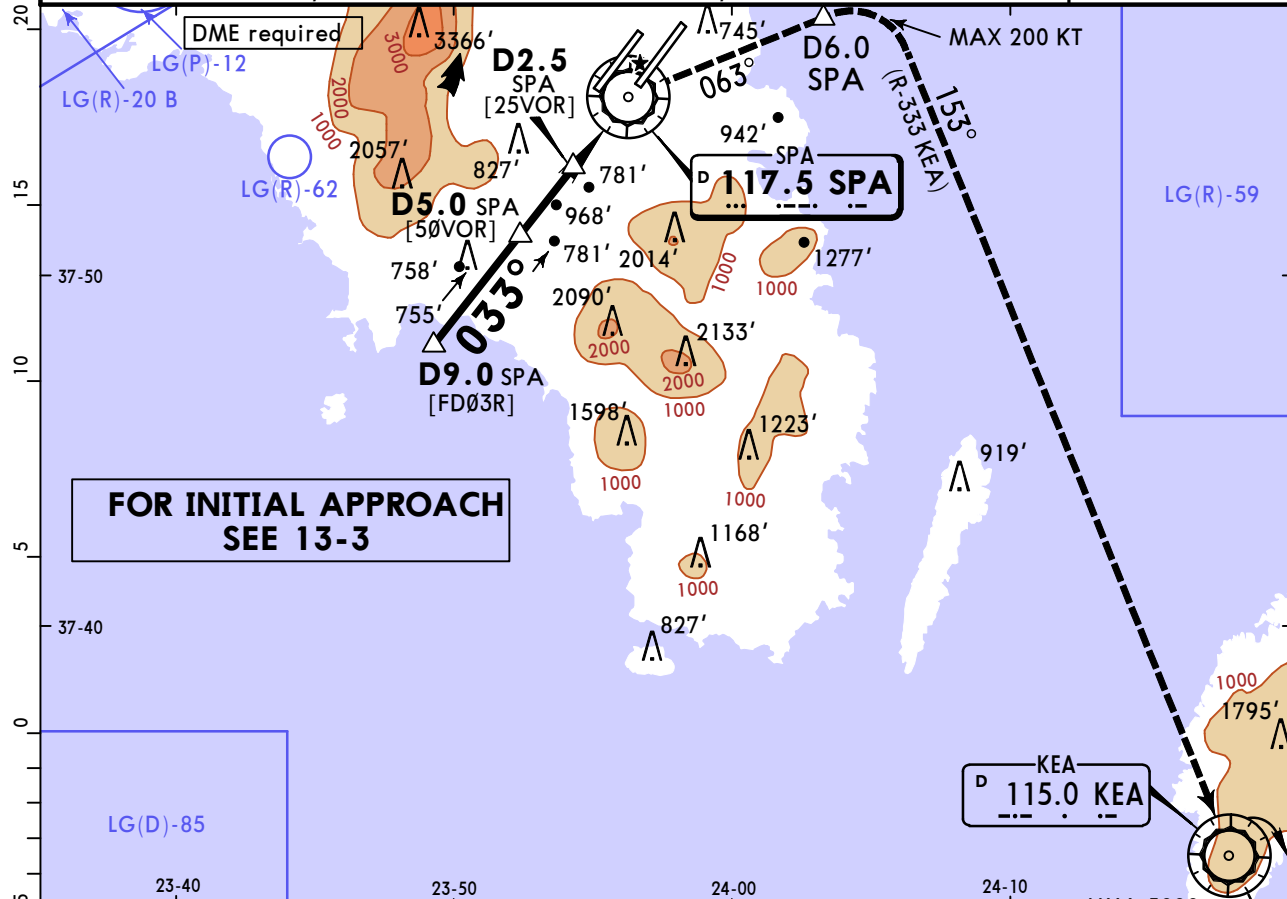 20
DME required
LG(P)-12
LG(R)-20 B
3366'
3000
2000
1000
D2.5
SPA
[25VOR]
745'
D6.0
SPA
MAX 200 KT
063°
153°
(R-333 KEA)
942'
LG(R)-62
2057'
827'
781'
SPA
D 117.5 SPA
LG(R)-59
15
D5.0 SPA
[5Ø̸VOR]
968'
781'
758'
755'
2014'
1000
1277'
1000
37-50
033°
2090'
2000
2133'
2000
1000
10
D9.0 SPA
[FDØ3R]
1598'
1000
1223'
1000
919'
FOR INITIAL APPROACH
SEE 13-3
5
1168'
1000
37-40
827'
1000
1795'
0
KEA
D 115.0 KEA
LG(D)-85
23-40
23-50
24-00
24-10